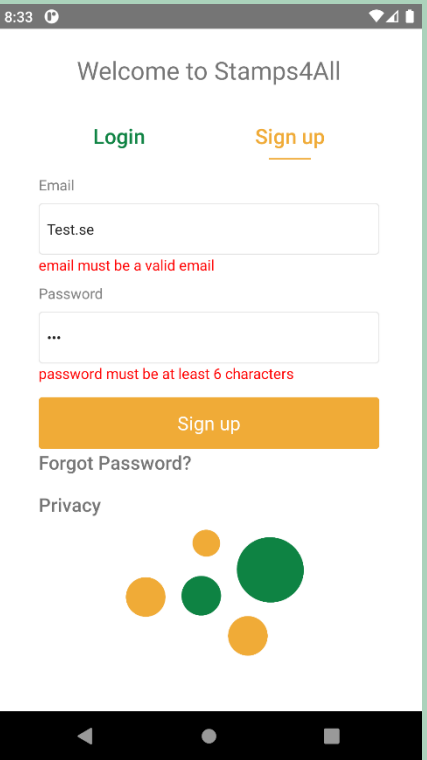 8:33
Welcome to Stamps4All
Login Sign up
Email
Test.se
email must be a valid email
Password
•••
password must be at least 6 characters
Sign up
Forgot Password?
Privacy